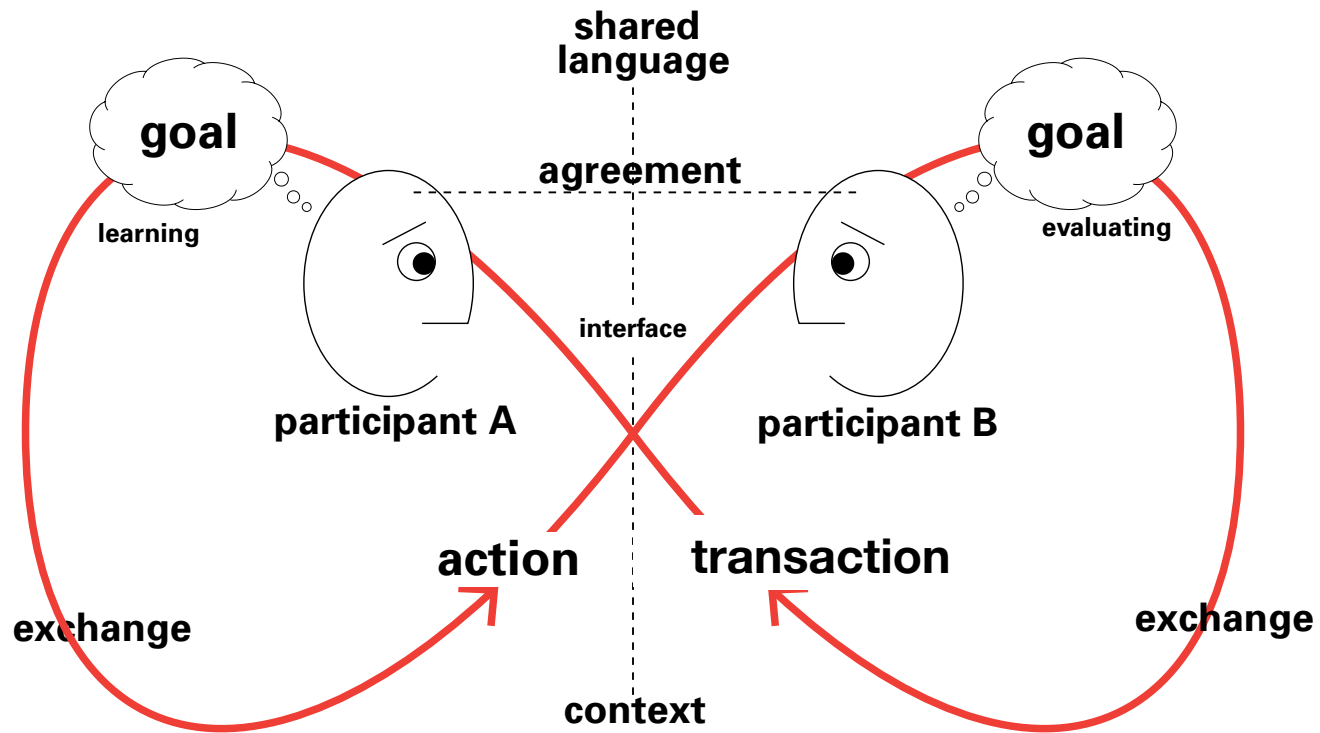 shared
language
goal
goal
agreement
learning
evaluating
interface
participant A
participant B
action
transaction
exchange
exchange
context